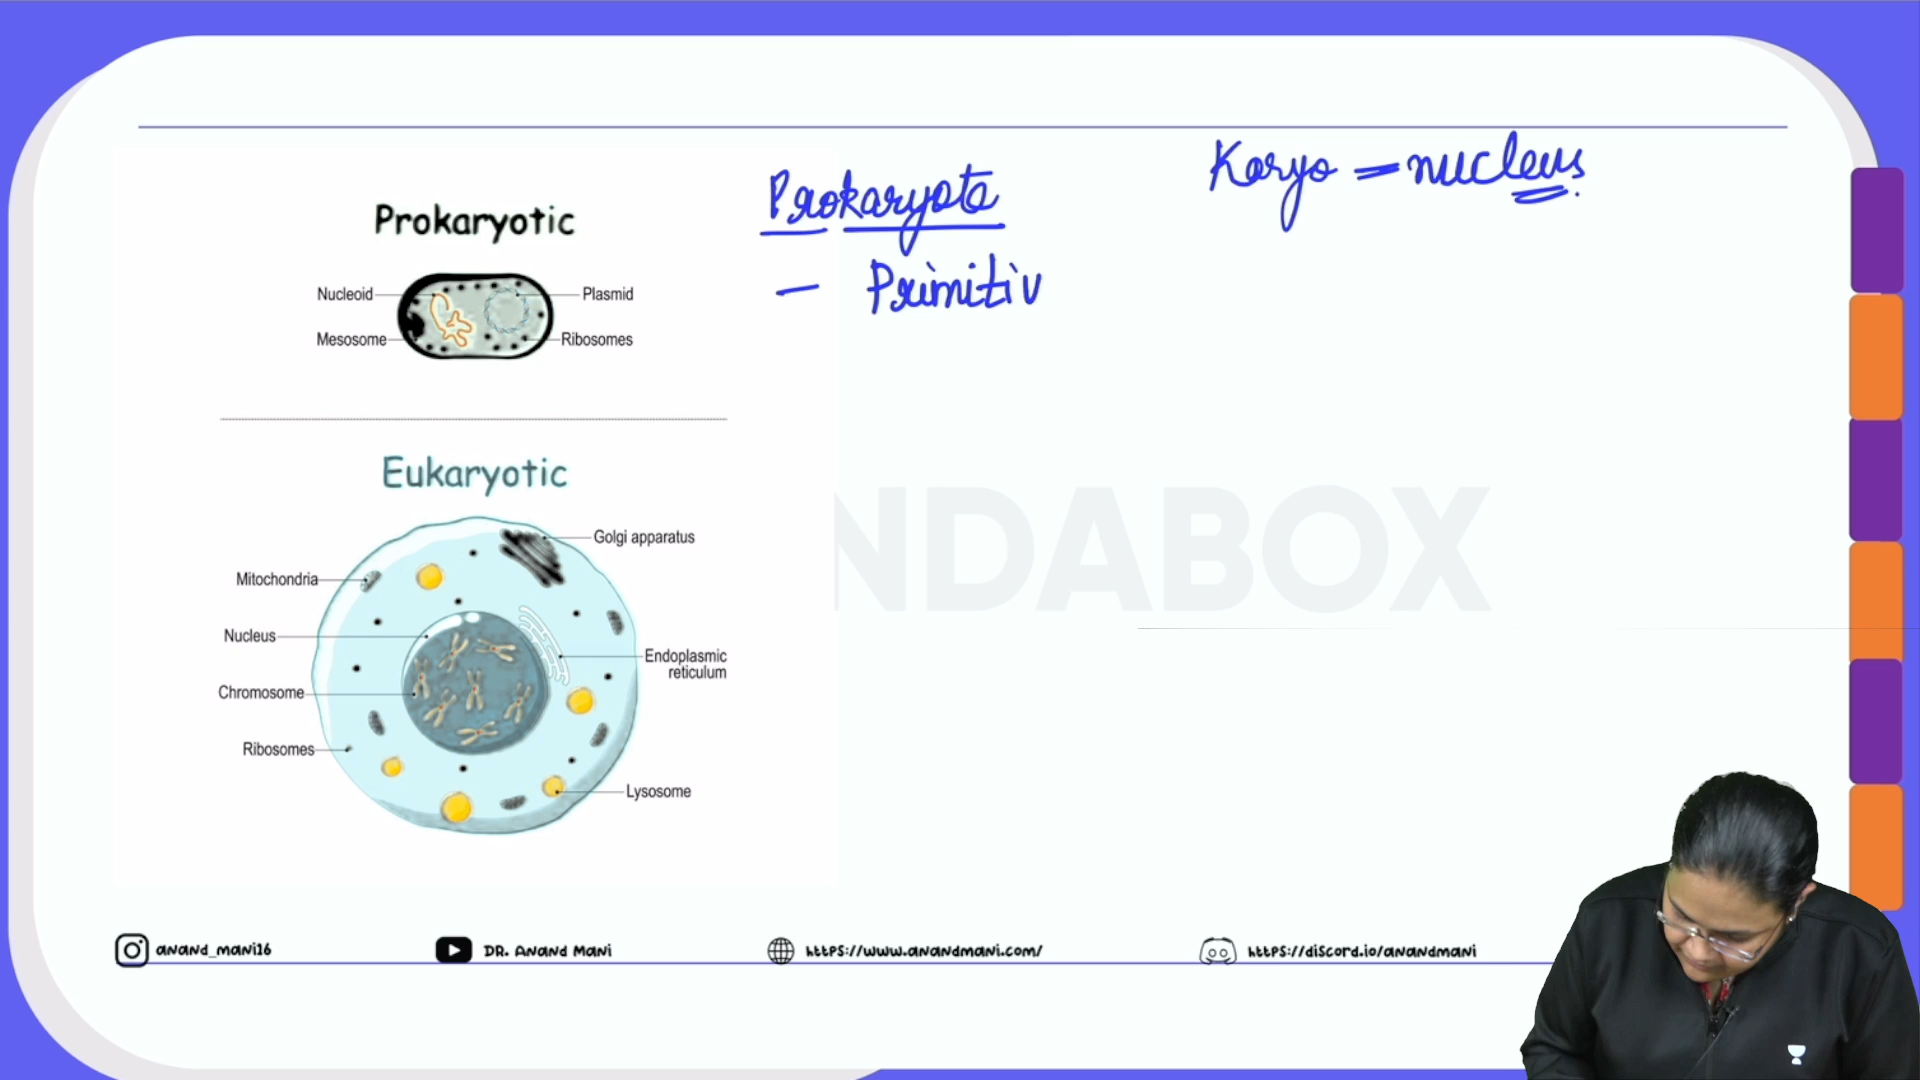 Prokaryote
Karyo = nucleus.
- Primitiv
Prokaryotic
Nucleoid
Plasmid
Mesosome
Ribosomes
Eukaryotic
Golgi apparatus
Mitochondria
Nucleus
Endoplasmic
reticulum
Chromosome
Ribosomes
Lysosome
NDABOX
anand_mani16
DR. Anand Mani
https://www.anandmani.com/
https://discord.io/anandmani